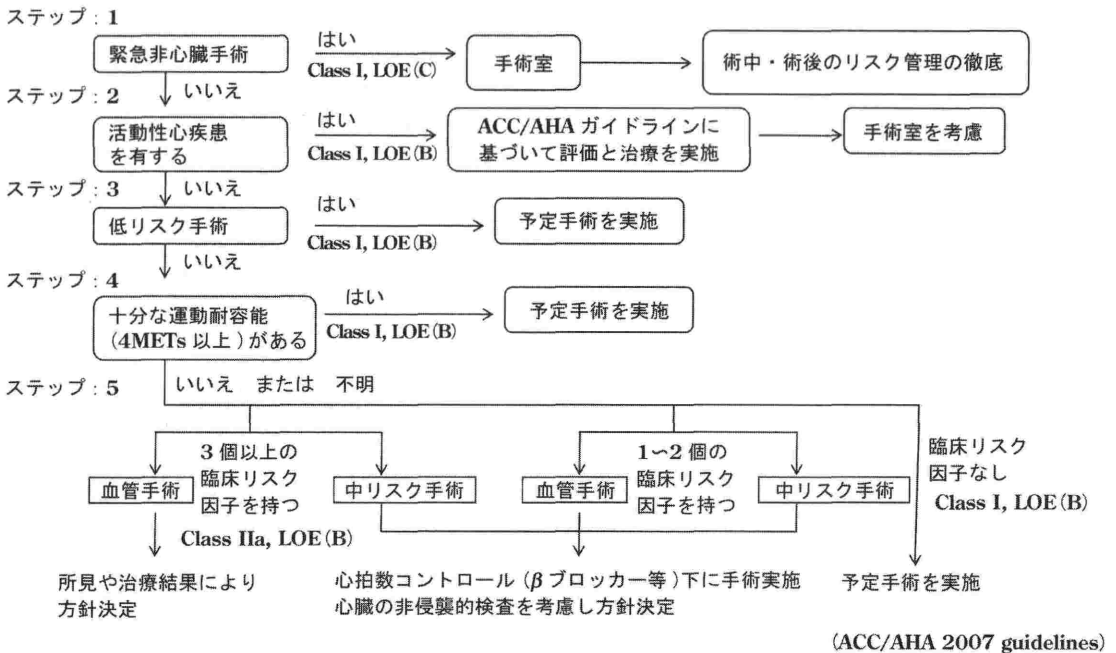 ステップ：1
緊急非心臓手術
はい
Class I, LOE(C)
手術室
術中・術後のリスク管理の徹底
いいえ
ステップ：2
活動性心疾患
を有する
はい
Class I, LOE(B)
ACC/AHA ガイドラインに
基づいて評価と治療を実施
手術室を考慮
いいえ
ステップ：3
低リスク手術
はい
Class I, LOE(B)
予定手術を実施
いいえ
ステップ：4
十分な運動耐容能
(4METs 以上)がある
はい
Class I, LOE(B)
予定手術を実施
ステップ：5
いいえ または 不明
3 個以上の
臨床リスク
因子を持つ
血管手術
中リスク手術
Class IIa, LOE(B)
1〜2 個の
臨床リスク
因子を持つ
血管手術
中リスク手術
臨床リスク
因子なし
Class I, LOE(B)
所見や治療結果により
方針決定
心拍数コントロール(β ブロッカー等)下に手術実施
心臓の非侵襲的検査を考慮し方針決定
予定手術を実施
(ACC/AHA 2007 guidelines)